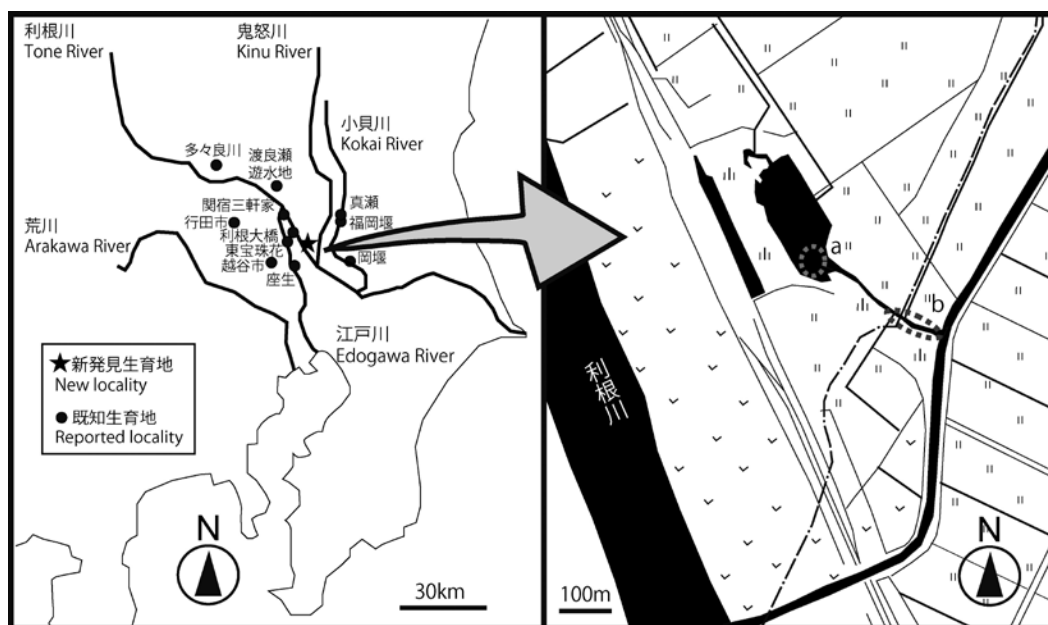 利根川
Tone River
鬼怒川
Kinu River
小貝川
Kokai River
多々良川
渡良瀬
遊水地
荒川
Arakawa River
関宿三軒家
行田市
利根大橋
東宝珠花
越谷市
座生
真瀬
福岡堰
岡堰
江戸川
Edogawa River
★新発見生育地
New locality
●既知生育地
Reported locality
N
30km
a
b
利根川
N
100m